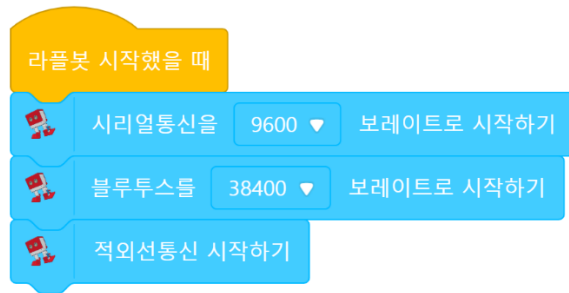 라플봇 시작했을 때
시리얼통신을 9600 보레이트로 시작하기
블루투스를 38400 보레이트로 시작하기
적외선통신 시작하기